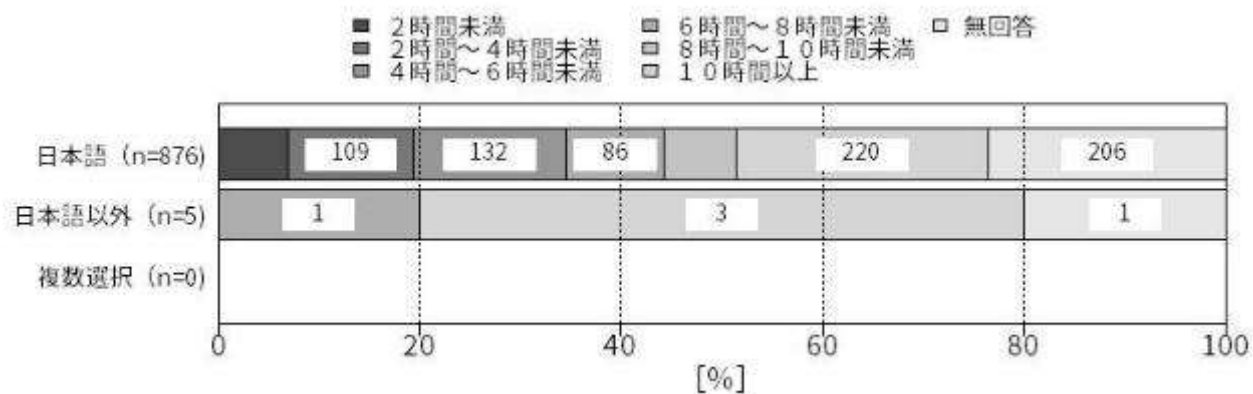 2時間未満 6時間～8時間未満 無回答
2時間～4時間未満 8時間～10時間未満
4時間～6時間未満 10時間以上
日本語 (n=876) 109 132 86 220 206
日本語以外 (n=5) 1 3 1
複数選択 (n=0)
0 20 40 60 80 100
[%]